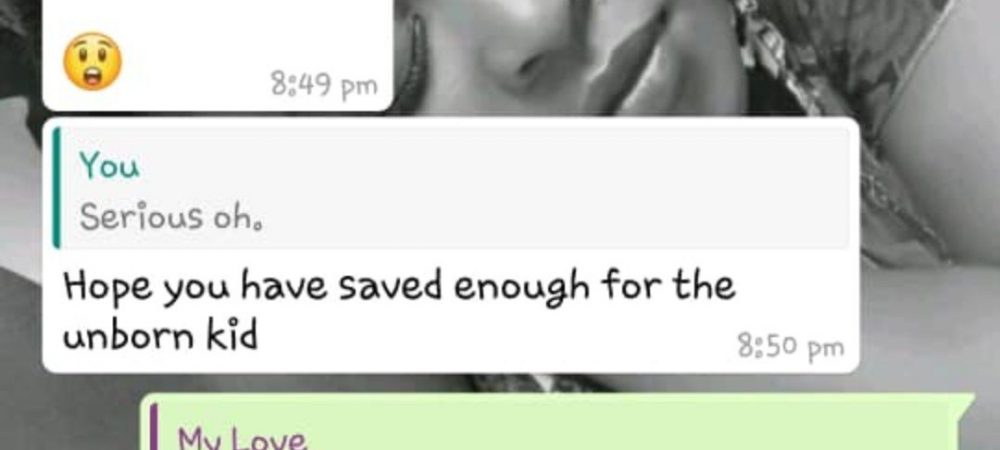 😲
8:49 pm
You
Serious oh.
Hope you have saved enough for the
unborn kid
8:50 pm
My Love